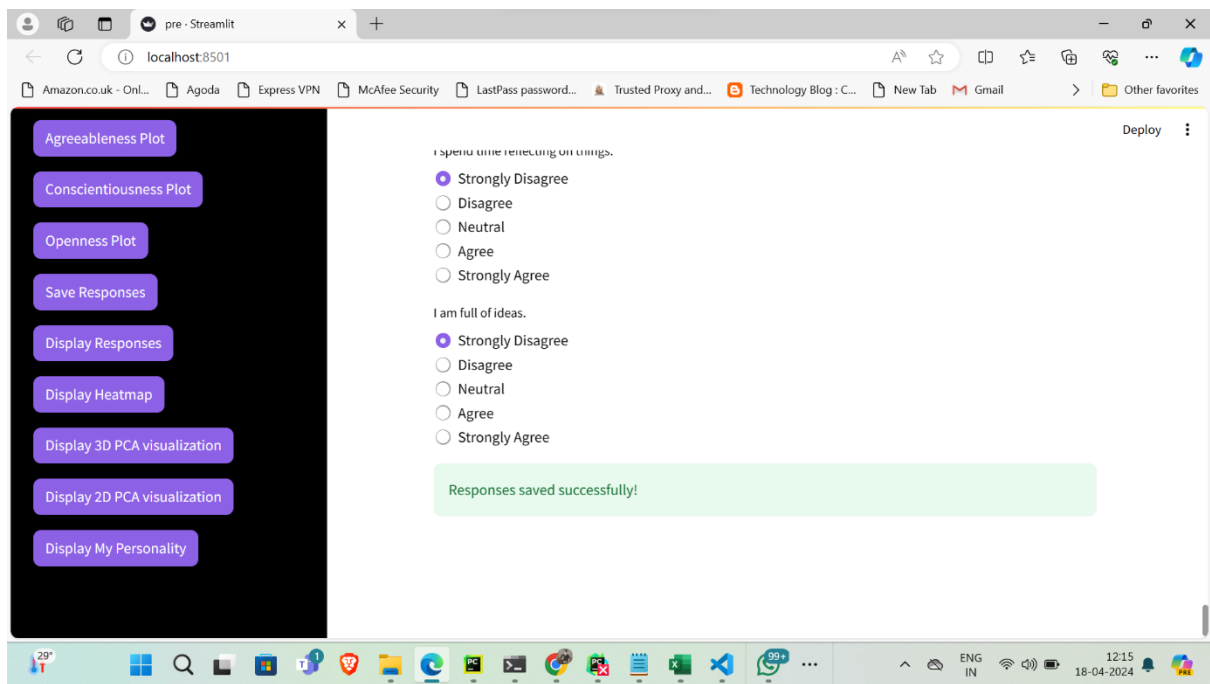 pre · Streamlit
localhost:8501
Amazon.co.uk - Onl... Agoda Express VPN McAfee Security LastPass password... Trusted Proxy and... Technology Blog : C... New Tab Gmail Other favorites
Deploy
Agreeableness Plot
Conscientiousness Plot
Openness Plot
Save Responses
Display Responses
Display Heatmap
Display 3D PCA visualization
Display 2D PCA visualization
Display My Personality
I spend time reflecting on things.
Strongly Disagree
Disagree
Neutral
Agree
Strongly Agree
I am full of ideas.
Strongly Disagree
Disagree
Neutral
Agree
Strongly Agree
Responses saved successfully!
29°
99+
ENG
IN
12:15
18-04-2024
PRE